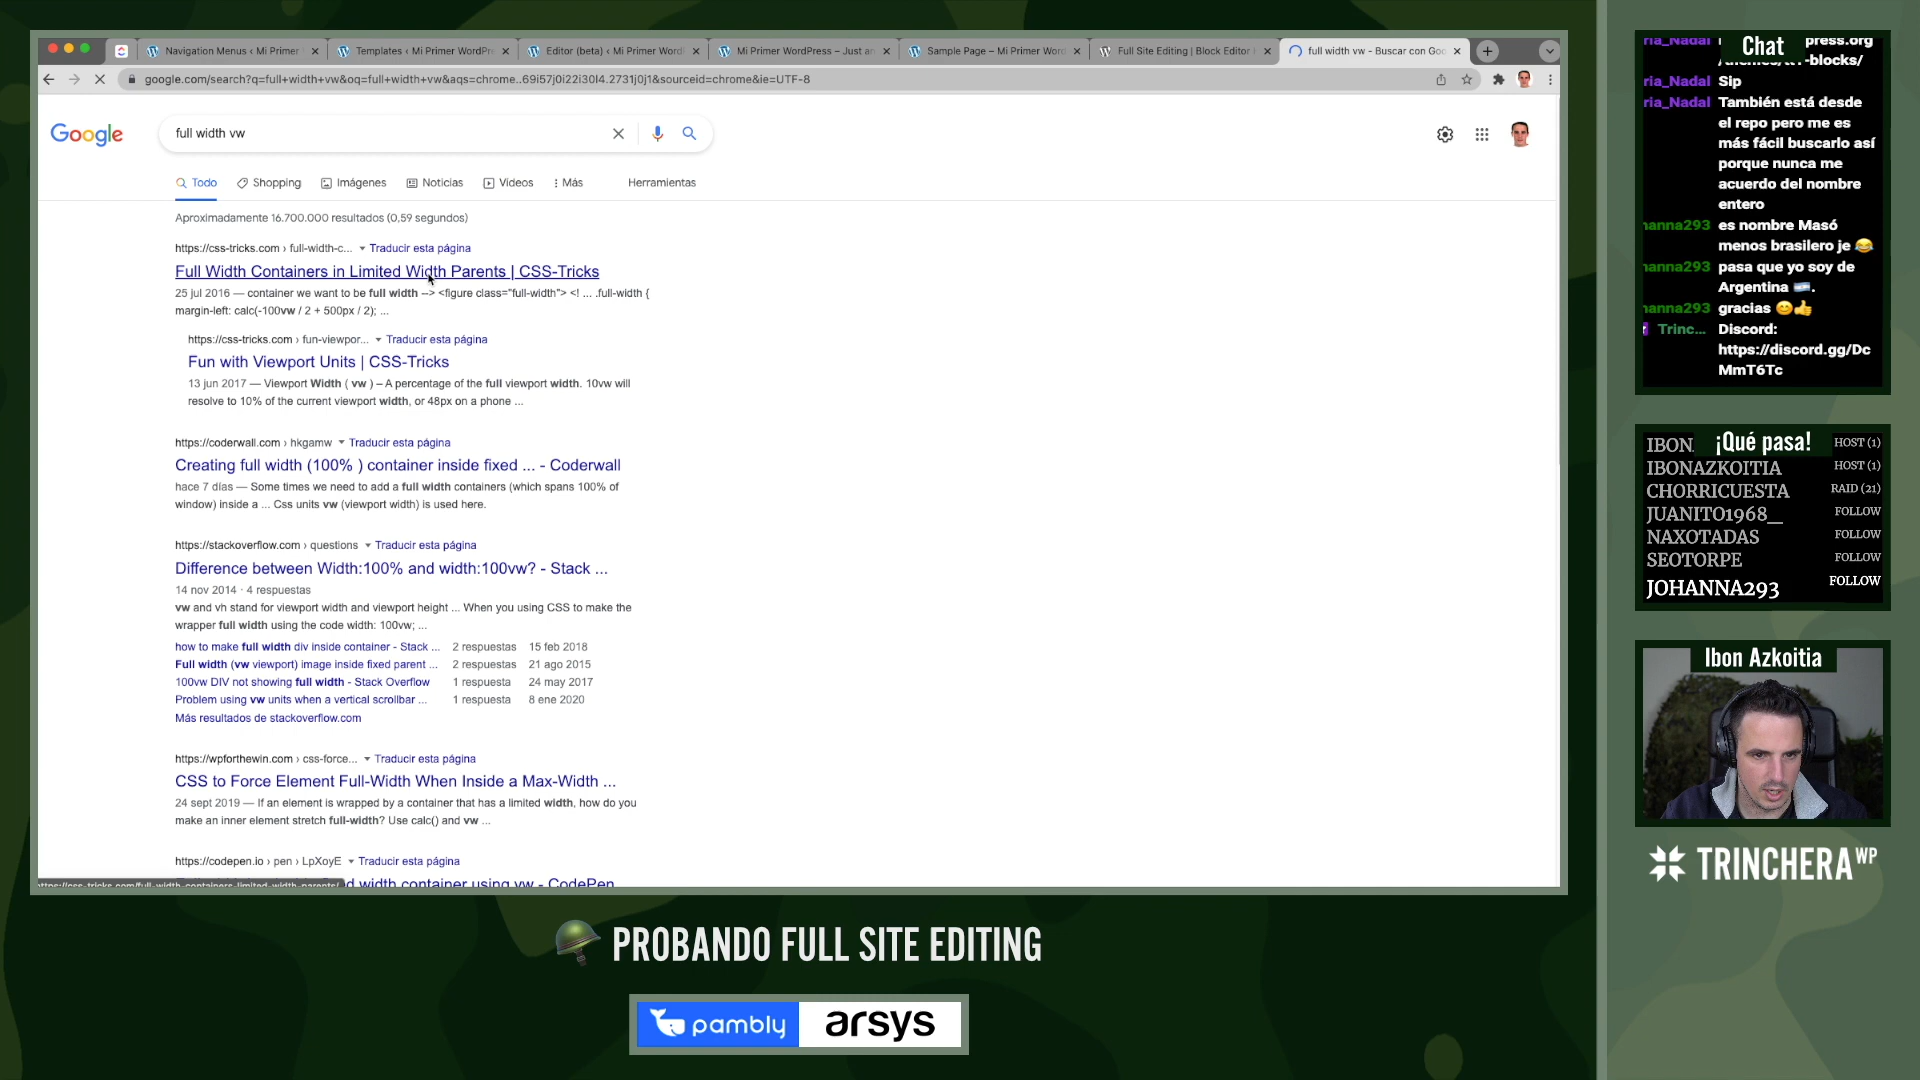 Navigation Menus ‹ Mi Primer
Templates ‹ Mi Primer WordPr
Editor (beta) ‹ Mi Primer Word
Mi Primer WordPress – Just an
Sample Page – Mi Primer Word
Full Site Editing | Block Editor
full width vw - Buscar con Goo
google.com/search?q=full+width+vw&oq=full+width+vw&aqs=chrome..69i57j0i22i30l4.2731j0j1&sourceid=chrome&ie=UTF-8
Google
full width vw
Todo
Shopping
Imágenes
Noticias
Vídeos
Más
Herramientas
Aproximadamente 16.700.000 resultados (0,59 segundos)
https://css-tricks.com › full-width-c... Traducir esta página
Full Width Containers in Limited Width Parents | CSS-Tricks
25 jul 2016 — container we want to be full width --> <figure class="full-width"> <! ... .full-width {
margin-left: calc(-100vw / 2 + 500px / 2); ...
https://css-tricks.com › fun-viewpor... Traducir esta página
Fun with Viewport Units | CSS-Tricks
13 jun 2017 — Viewport Width ( vw ) – A percentage of the full viewport width. 10vw will
resolve to 10% of the current viewport width, or 48px on a phone ...
https://coderwall.com › hkgamw Traducir esta página
Creating full width (100% ) container inside fixed ... - Coderwall
hace 7 días — Some times we need to add a full width containers (which spans 100% of
window) inside a ... Css units vw (viewport width) is used here.
https://stackoverflow.com › questions Traducir esta página
Difference between Width:100% and width:100vw? - Stack ...
14 nov 2014 · 4 respuestas
vw and vh stand for viewport width and viewport height ... When you using CSS to make the
wrapper full width using the code width: 100vw; ...
how to make full width div inside container - Stack ... 2 respuestas 15 feb 2018
Full width (vw viewport) image inside fixed parent ... 2 respuestas 21 ago 2015
100vw DIV not showing full width - Stack Overflow 1 respuesta 24 may 2017
Problem using vw units when a vertical scrollbar ... 1 respuesta 8 ene 2020
Más resultados de stackoverflow.com
https://wpforthewin.com › css-force... Traducir esta página
CSS to Force Element Full-Width When Inside a Max-Width ...
24 sept 2019 — If an element is wrapped by a container that has a limited width, how do you
make an inner element stretch full-width? Use calc() and vw ...
https://codepen.io › pen › LpXoyE Traducir esta página
d width container using vw - CodePen
https://css-tricks.com/full-width-containers-limited-width-parents/
Chat
ria_Nadal press.org
-blocks/
ria_Nadal Sip
ria_Nadal También está desde
el repo pero me es
más fácil buscarlo así
porque nunca me
acuerdo del nombre
entero
hanna293 es nombre Masó
menos brasilero je 😂
hanna293 pasa que yo soy de
Argentina 🇦🇷.
hanna293 gracias 😊👍
Trinc... Discord:
https://discord.gg/Dc
MmT6Tc
¡Qué pasa!
IBON HOST (1)
IBONAZKOITIA HOST (1)
CHORRICUESTA RAID (21)
JUANITO1968__ FOLLOW
NAXOTADAS FOLLOW
SEOTORPE FOLLOW
JOHANNA293 FOLLOW
Ibon Azkoitia
TRINCHERA WP
PROBANDO FULL SITE EDITING
pambly
arsys